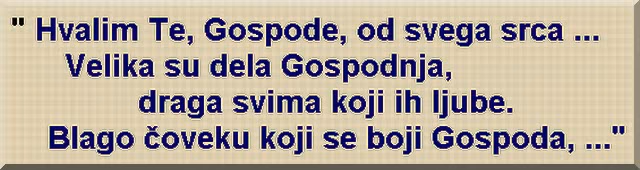 " Hvalim Te, Gospode, od svega srca ...
Velika su dela Gospodnja,
draga svima koji ih ljube.
Blago čoveku koji se boji Gospoda, ..."